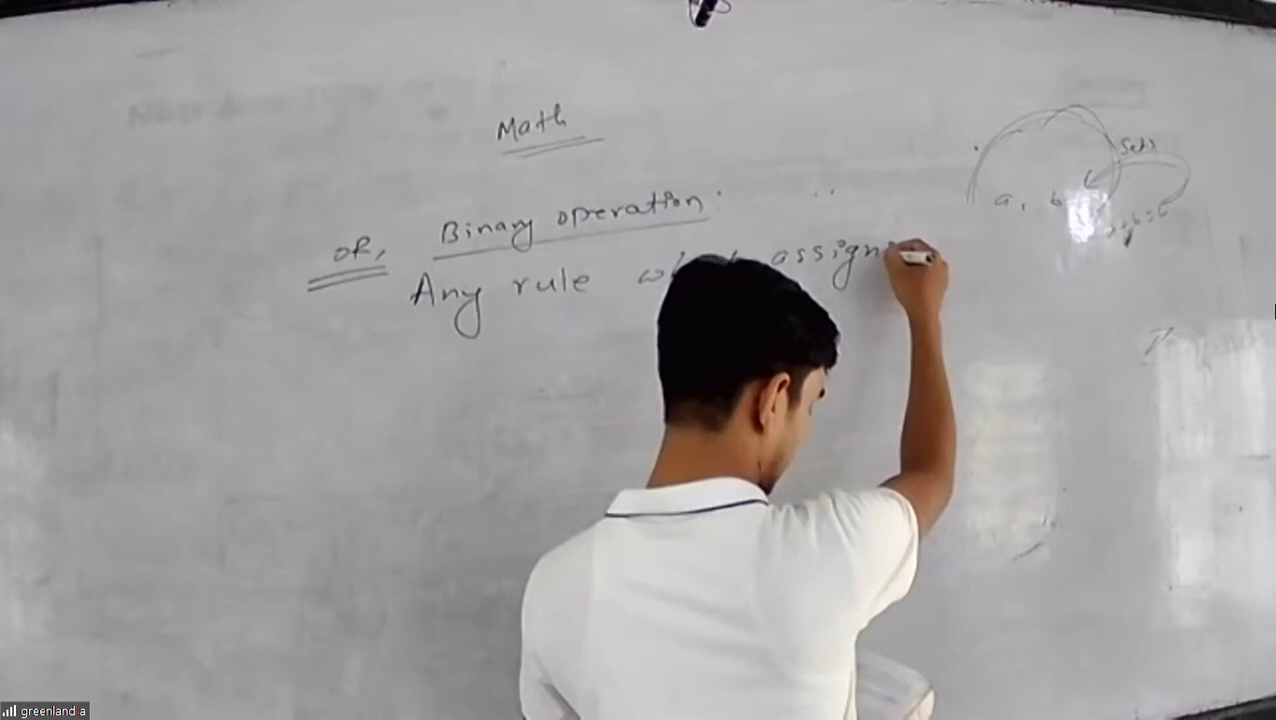 Math
OR, Binary operation:
Any rule assign
Sets
a, b
greenland a